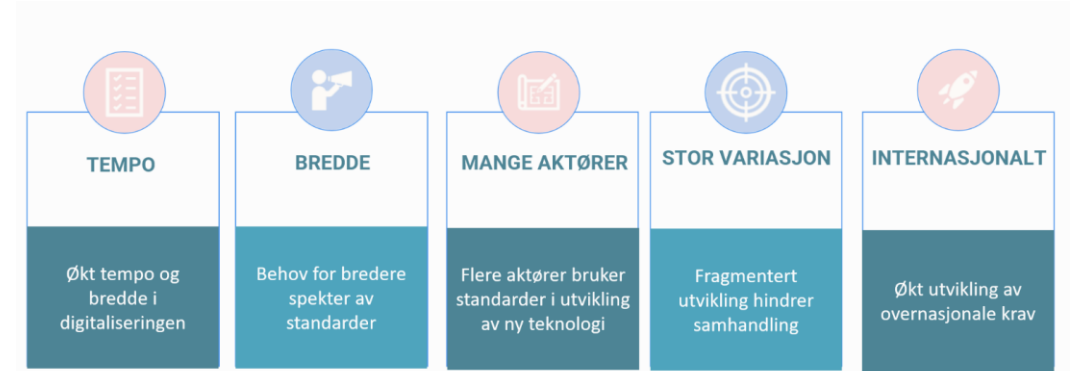 TEMPO
Økt tempo og
bredde i
digitaliseringen
BREDDE
Behov for bredere
spekter av
standarder
MANGE AKTØRER
Flere aktører bruker
standarder i utvikling
av ny teknologi
STOR VARIASJON
Fragmentert
utvikling hindrer
samhandling
INTERNASJONALT
Økt utvikling av
overnasjonale krav